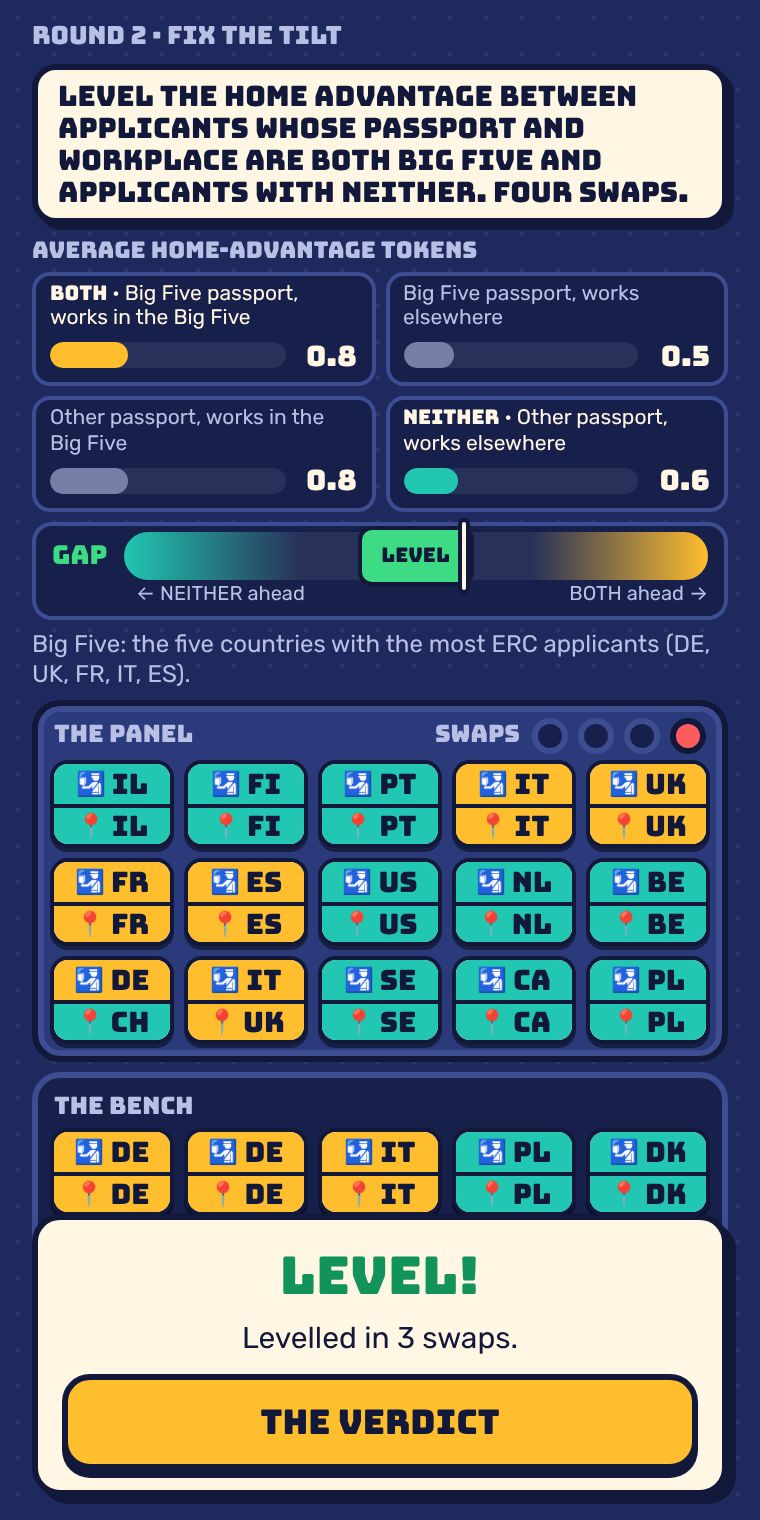 ROUND 2 · FIX THE TILT
LEVEL THE HOME ADVANTAGE BETWEEN
APPLICANTS WHOSE PASSPORT AND
WORKPLACE ARE BOTH BIG FIVE AND
APPLICANTS WITH NEITHER. FOUR SWAPS.
AVERAGE HOME-ADVANTAGE TOKENS
BOTH · Big Five passport,
works in the Big Five
0.8
Big Five passport, works
elsewhere
0.5
Other passport, works in the
Big Five
0.8
NEITHER · Other passport,
works elsewhere
0.6
GAP
LEVEL
← NEITHER ahead
BOTH ahead →
Big Five: the five countries with the most ERC applicants (DE,
UK, FR, IT, ES).
THE PANEL
SWAPS
IL FI PT IT UK
IL FI PT IT UK
FR ES US NL BE
FR ES US NL BE
DE IT SE CA PL
CH UK SE CA PL
THE BENCH
DE DE IT PL DK
DE DE IT PL DK
LEVEL!
Levelled in 3 swaps.
THE VERDICT